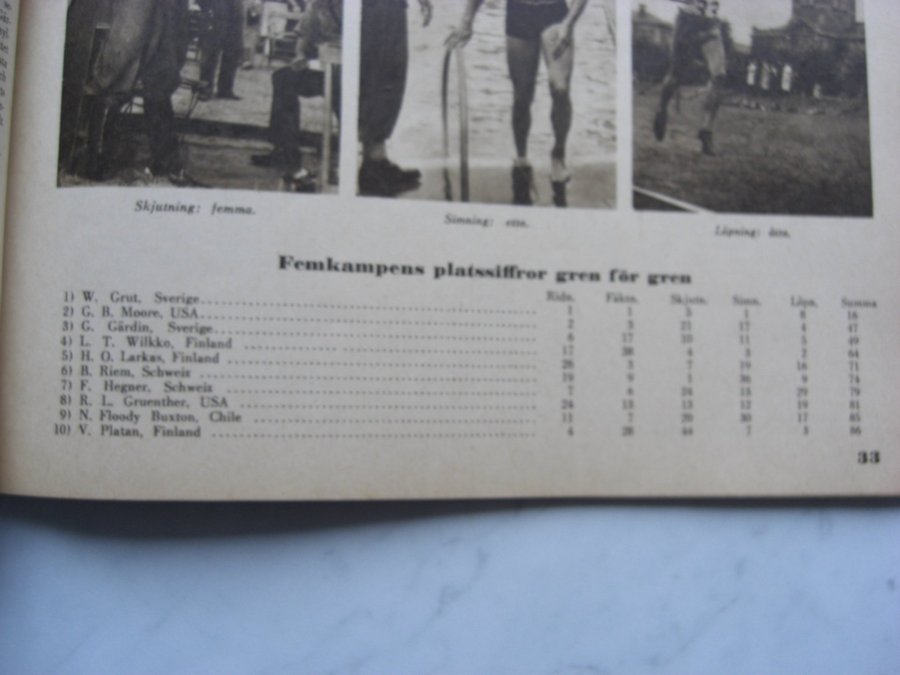 Skjutning: femma.
Simning: etta.
Löpning: åtta.
Femkampens platssiffror gren för gren
Ridn. Fäktn. Skjutn. Simn. Löpn. Summa
1) W. Grut, Sverige 1 1 5 1 8 16
2) G. B. Moore, USA 2 3 21 17 4 47
3) G. Gärdin, Sverige 6 17 10 11 5 49
4) L. T. Wilkko, Finland 17 38 4 3 2 64
5) H. O. Larkas, Finland 26 3 7 19 16 71
6) B. Riem, Schweiz 19 9 1 36 9 74
7) F. Hegner, Schweiz 7 6 24 13 29 79
8) R. L. Gruenther, USA 24 13 13 12 19 81
9) N. Floody Buxton, Chile 11 7 20 30 17 85
10) V. Platan, Finland 4 28 44 7 3 86
33